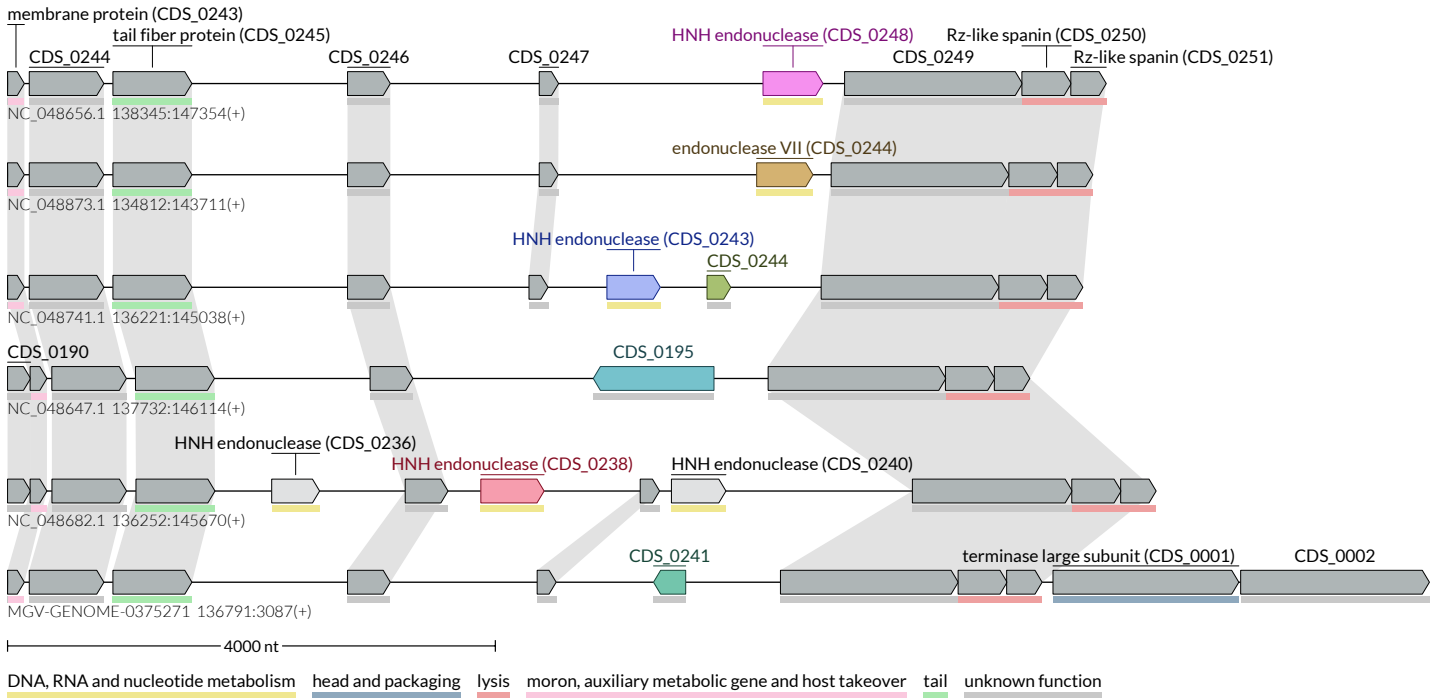 membrane protein (CDS_0243)
tail fiber protein (CDS_0245)
HNH endonuclease (CDS_0248)
Rz-like spanin (CDS_0250)
CDS_0244
CDS_0246
CDS_0247
CDS_0249
Rz-like spanin (CDS_0251)
NC_048656.1 138345:147354(+)
endonuclease VII (CDS_0244)
NC_048873.1 134812:143711(+)
HNH endonuclease (CDS_0243)
CDS_0244
NC_048741.1 136221:145038(+)
CDS_0190
CDS_0195
NC_048647.1 137732:146114(+)
HNH endonuclease (CDS_0236)
HNH endonuclease (CDS_0238)
HNH endonuclease (CDS_0240)
NC_048682.1 136252:145670(+)
CDS_0241
terminase large subunit (CDS_0001)
CDS_0002
MGV-GENOME-0375271 136791:3087(+)
4000 nt
DNA, RNA and nucleotide metabolism head and packaging lysis moron, auxiliary metabolic gene and host takeover tail unknown function